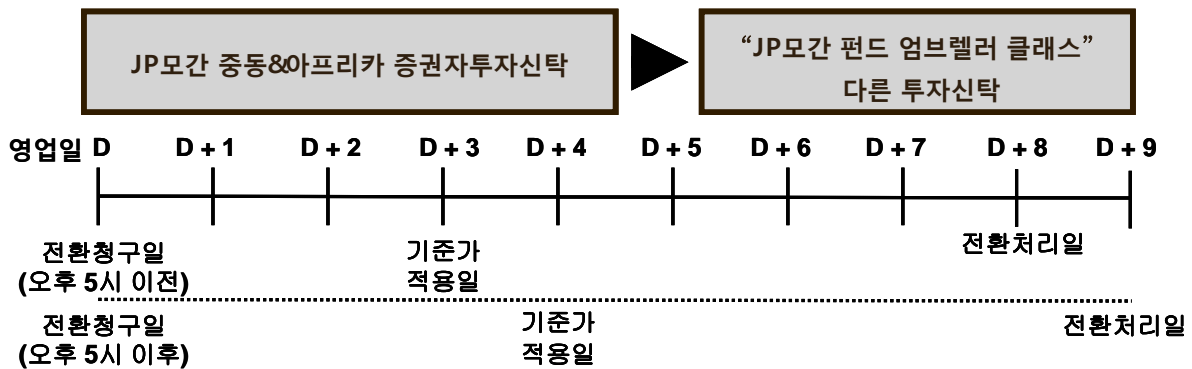 JP모간 중동&아프리카 증권자투자신탁
“JP모간 펀드 엄브렐러 클래스”
다른 투자신탁
영업일 D D + 1 D + 2 D + 3 D + 4 D + 5 D + 6 D + 7 D + 8 D + 9
전환청구일 기준가 전환처리일
(오후 5시 이전) 적용일
전환청구일 기준가 전환처리일
(오후 5시 이후) 적용일